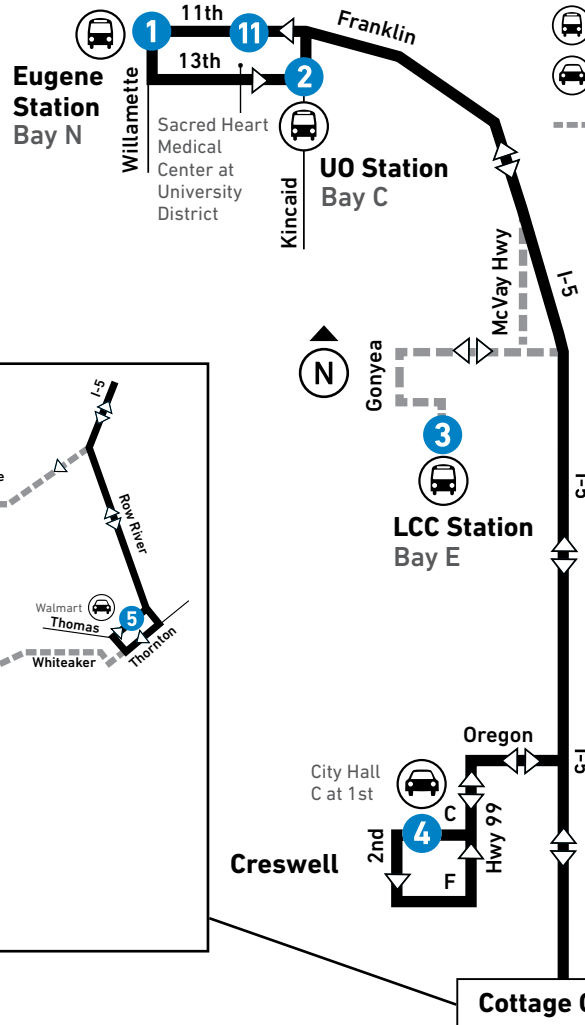 11th
Franklin
1
11
13th
2
Eugene
Station
Bay N
Willamette
Sacred Heart
Medical
Center at
University
District
UO Station
Bay C
Kincaid
McVay Hwy
I-5
N
Gonyea
3
I-5
LCC Station
Bay E
I-5
e
Row River
Walmart
5
Thomas
Thornton
Whiteaker
Oregon
I-5
City Hall
C at 1st
C
4
2nd
Hwy 99
Creswell
F
Cottage